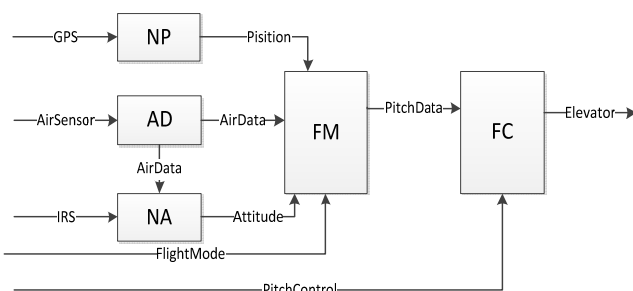 GPS
NP
Pisition
AirSensor
AD
AirData
FM
PitchData
FC
Elevator
AirData
IRS
NA
Attitude
FlightMode
PitchControl